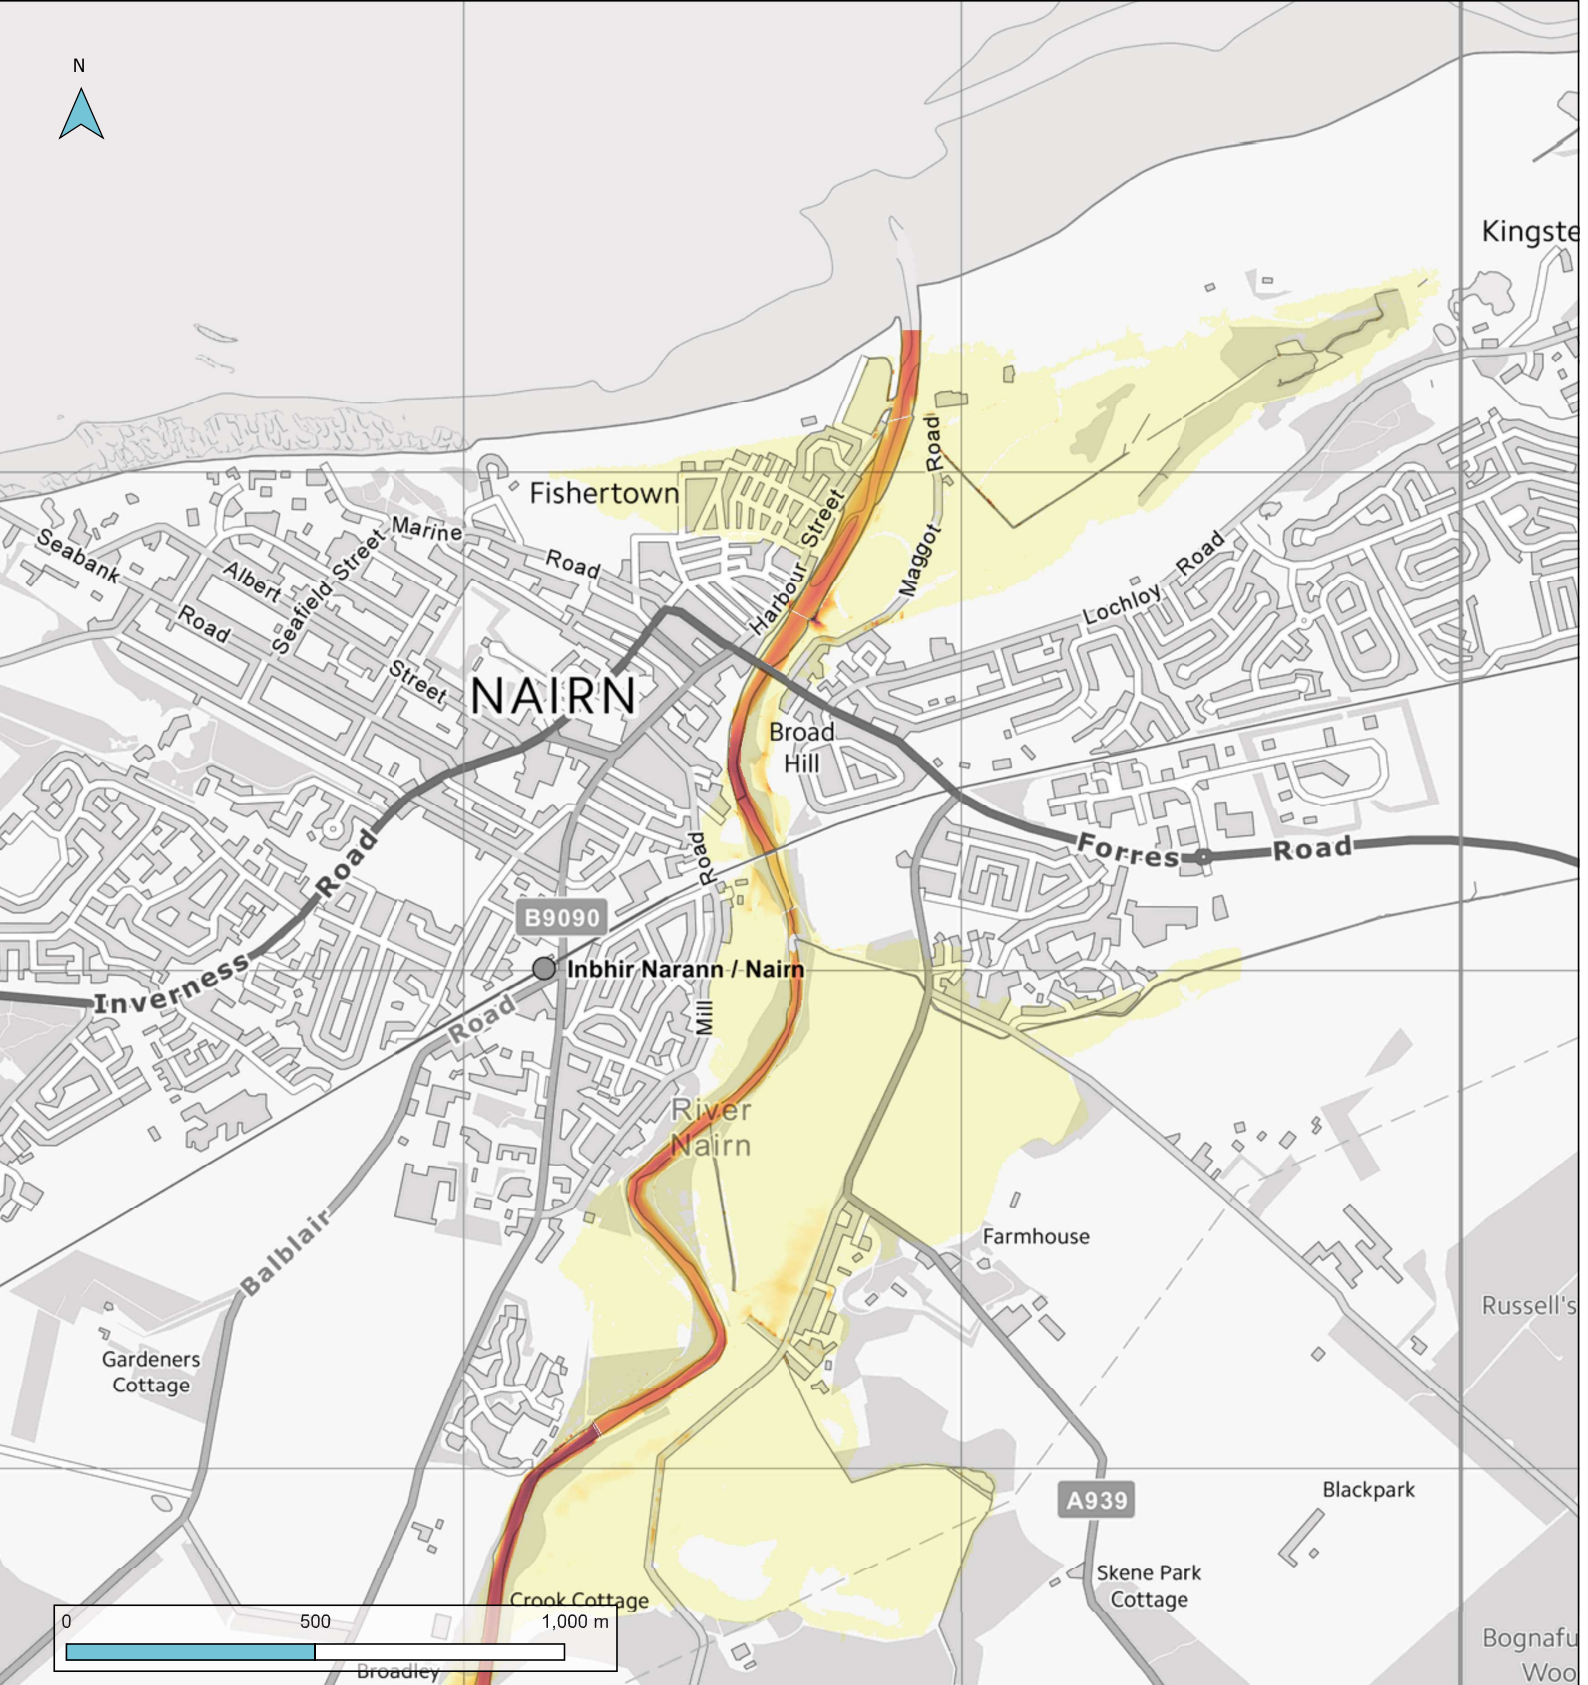 N
Kingste
Fishertown
Road
Street
Harbour
Maggot
Marine
Road
Seabank
Road
Albert
Street
Seafield Street
Lochloy Road
NAIRN
Broad
Hill
Forres Road
Road
Mill
B9090
Inbhir Narann / Nairn
Inverness Road
Balblair Road
River
Nairn
Farmhouse
Russell's
Gardeners
Cottage
A939
Blackpark
Skene Park
Cottage
Crook Cottage
0 500 1,000 m
Broadley
Bognafu
Woo